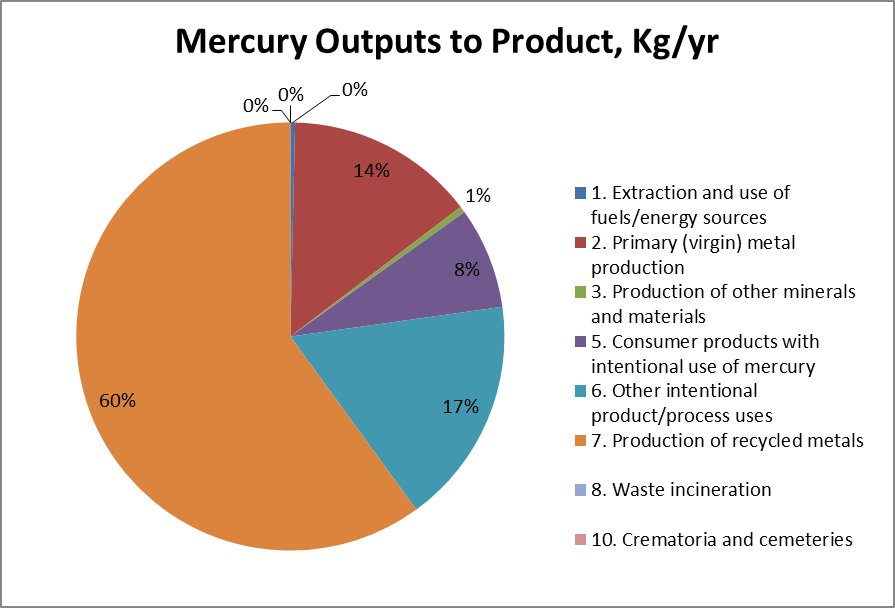 Mercury Outputs to Product, Kg/yr
0%
0%
0%
14%
1%
8%
17%
60%
1. Extraction and use of
fuels/energy sources
2. Primary (virgin) metal
production
3. Production of other minerals
and materials
5. Consumer products with
intentional use of mercury
6. Other intentional
product/process uses
7. Production of recycled metals
8. Waste incineration
10. Crematoria and cemeteries